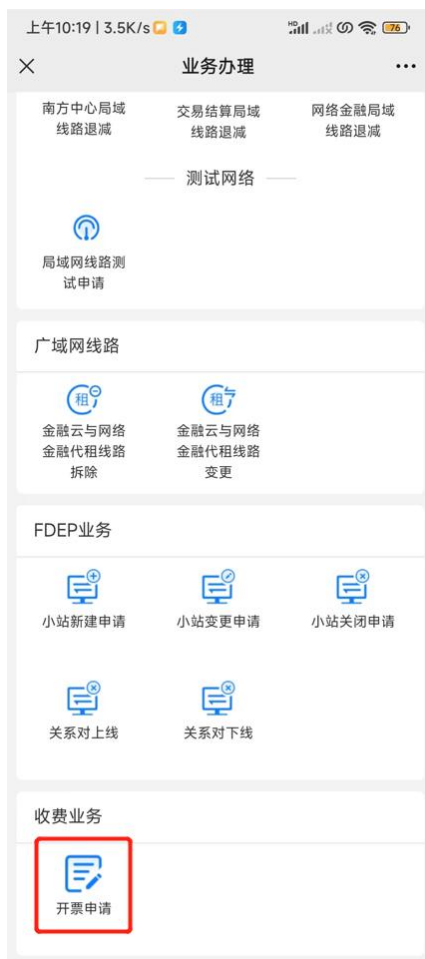 上午10:19 | 3.5K/s
HD
76
业务办理
南方中心局域 交易结算局域 网络金融局域
线路退减 线路退减 线路退减
测试网络
局域网线路测
试申请
广域网线路
租 租
金融云与网络 金融云与网络
金融代租线路 金融代租线路
拆除 变更
FDEP业务
小站新建申请 小站变更申请 小站关闭申请
关系对上线 关系对下线
收费业务
开票申请